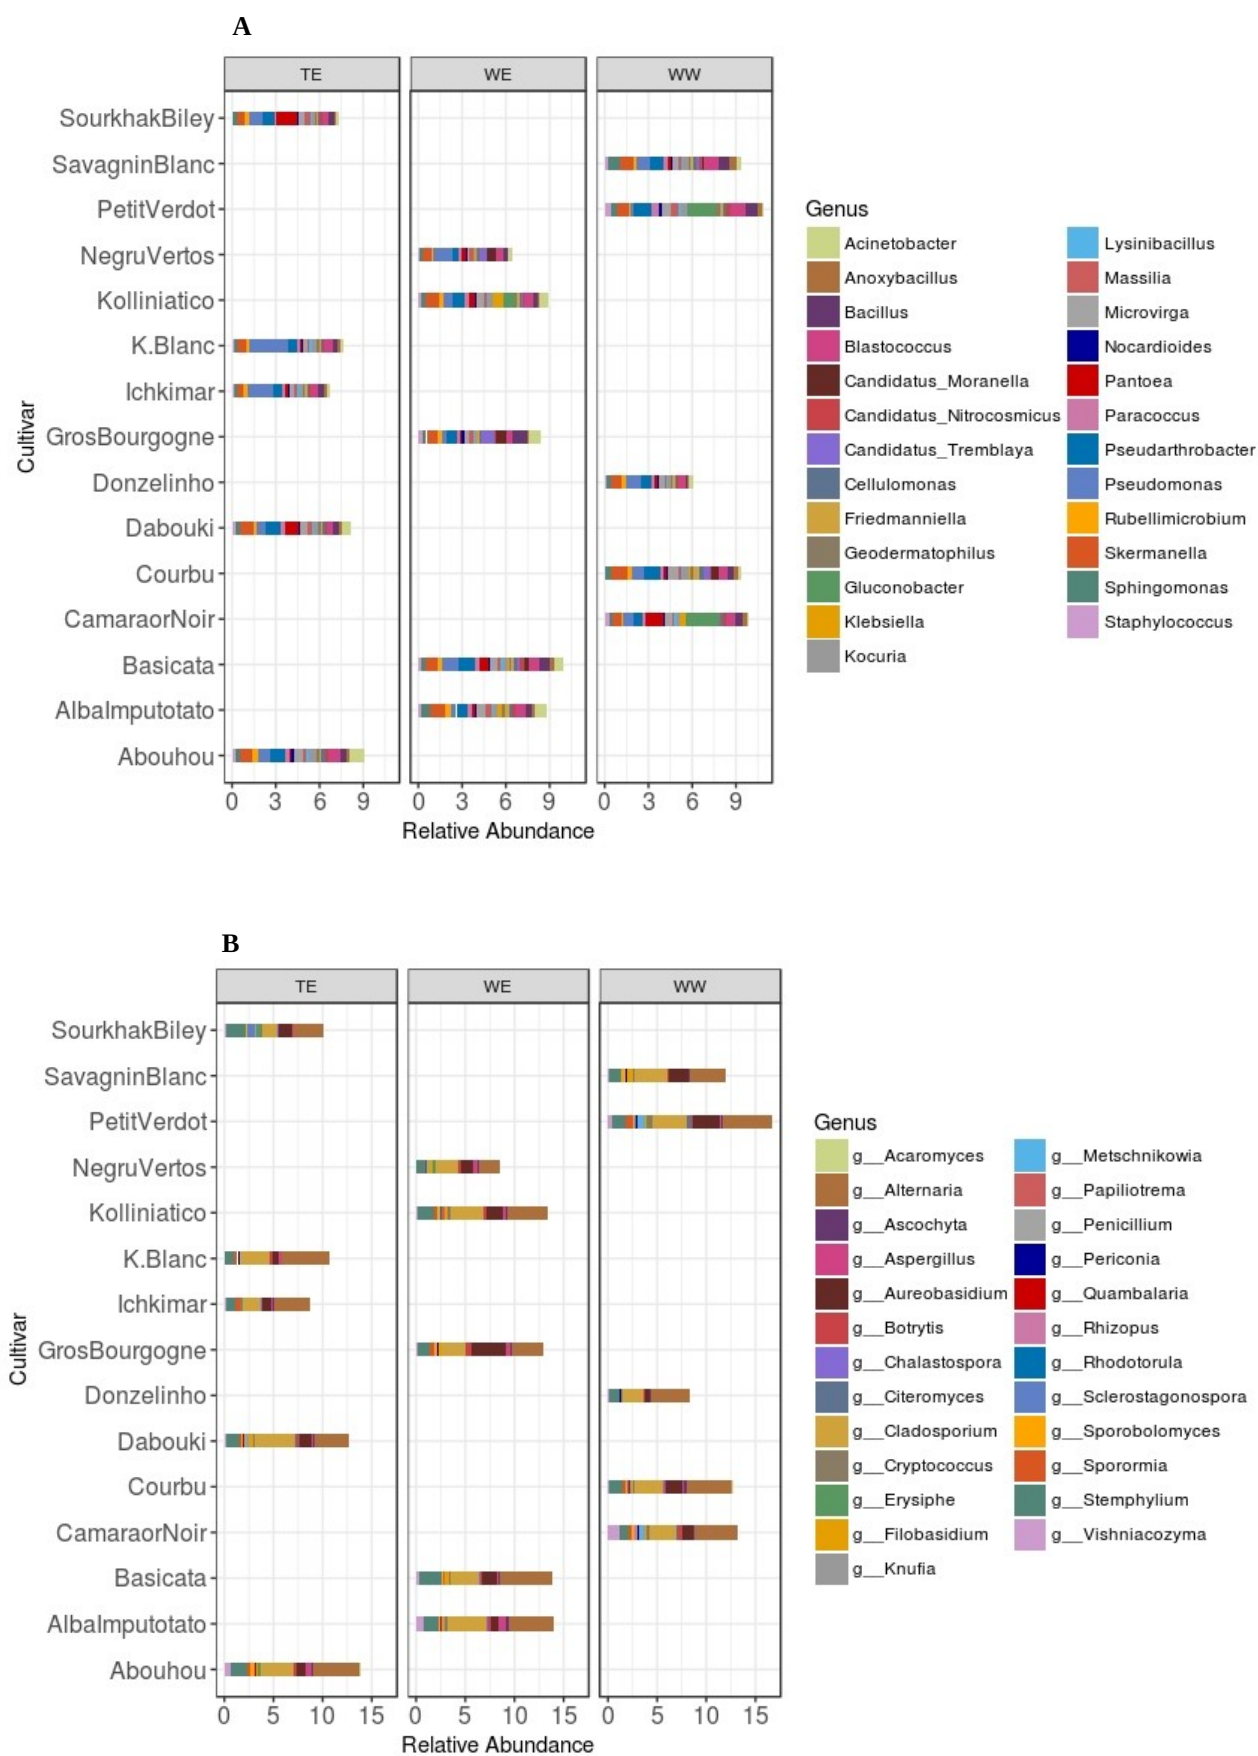 A
TE WE WW
SourkhakBiley
SavagninBlanc
PetitVerdot
NegruVertos
Kolliniatico
K.Blanc
Ichkimar
GrosBourgogne
Donzelinho
Dabouki
Courbu
CamaraorNoir
Basicata
AlbaImputotato
Abouhou
Cultivar
0 3 6 9 0 3 6 9 0 3 6 9
Relative Abundance
Genus
Acinetobacter
Anoxybacillus
Bacillus
Blastococcus
Candidatus_Moranella
Candidatus_Nitrocosmicus
Candidatus_Tremblaya
Cellulomonas
Friedmanniella
Geodermatophilus
Gluconobacter
Klebsiella
Kocuria
Lysinibacillus
Massilia
Microvirga
Nocardioides
Pantoea
Paracoccus
Pseudarthrobacter
Pseudomonas
Rubellimicrobium
Skermanella
Sphingomonas
Staphylococcus
B
TE WE WW
SourkhakBiley
SavagninBlanc
PetitVerdot
NegruVertos
Kolliniatico
K.Blanc
Ichkimar
GrosBourgogne
Donzelinho
Dabouki
Courbu
CamaraorNoir
Basicata
AlbaImputotato
Abouhou
Cultivar
0 5 10 15 0 5 10 15 0 5 10 15
Relative Abundance
Genus
g__Acaromyces
g__Alternaria
g__Ascochyta
g__Aspergillus
g__Aureobasidium
g__Botrytis
g__Chalastospora
g__Citeromyces
g__Cladosporium
g__Cryptococcus
g__Erysiphe
g__Filobasidium
g__Knufia
g__Metschnikowia
g__Papiliotrema
g__Penicillium
g__Periconia
g__Quambalaria
g__Rhizopus
g__Rhodotorula
g__Sclerostagonospora
g__Sporobolomyces
g__Sporormia
g__Stemphylium
g__Vishniacozyma